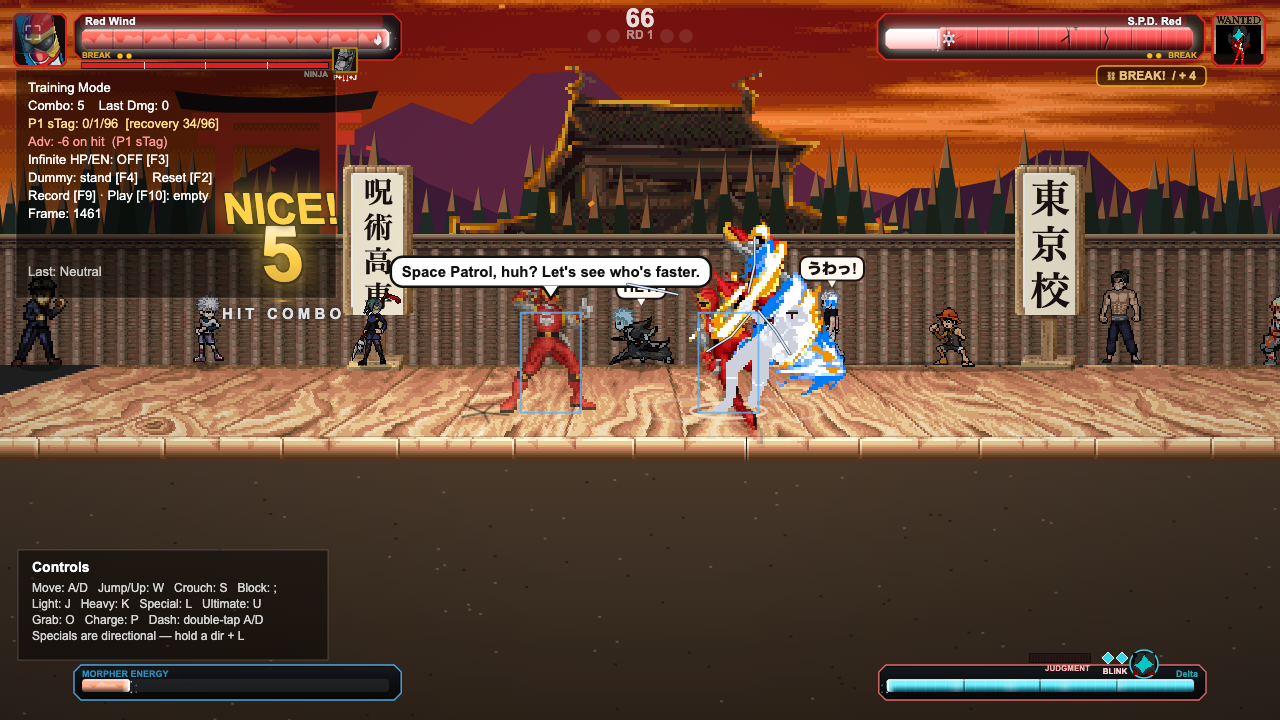 Red Wind
66
RD 1
S.P.D. Red
WANTED
BREAK
BREAK
NINJA
P+↓↓+J
BREAK! / + 4
Training Mode
Combo: 5 Last Dmg: 0
P1 sTag: 0/1/96 [recovery 34/96]
Adv: -6 on hit (P1 sTag)
Infinite HP/EN: OFF [F3]
Dummy: stand [F4] Reset [F2]
Record [F9] · Play [F10]: empty
Frame: 1461
Last: Neutral
NICE!
5
HIT COMBO
呪術高専
東京校
Space Patrol, huh? Let's see who's faster.
うわっ!
Controls
Move: A/D Jump/Up: W Crouch: S Block: ;
Light: J Heavy: K Special: L Ultimate: U
Grab: O Charge: P Dash: double-tap A/D
Specials are directional — hold a dir + L
MORPHER ENERGY
JUDGMENT
BLINK
Delta